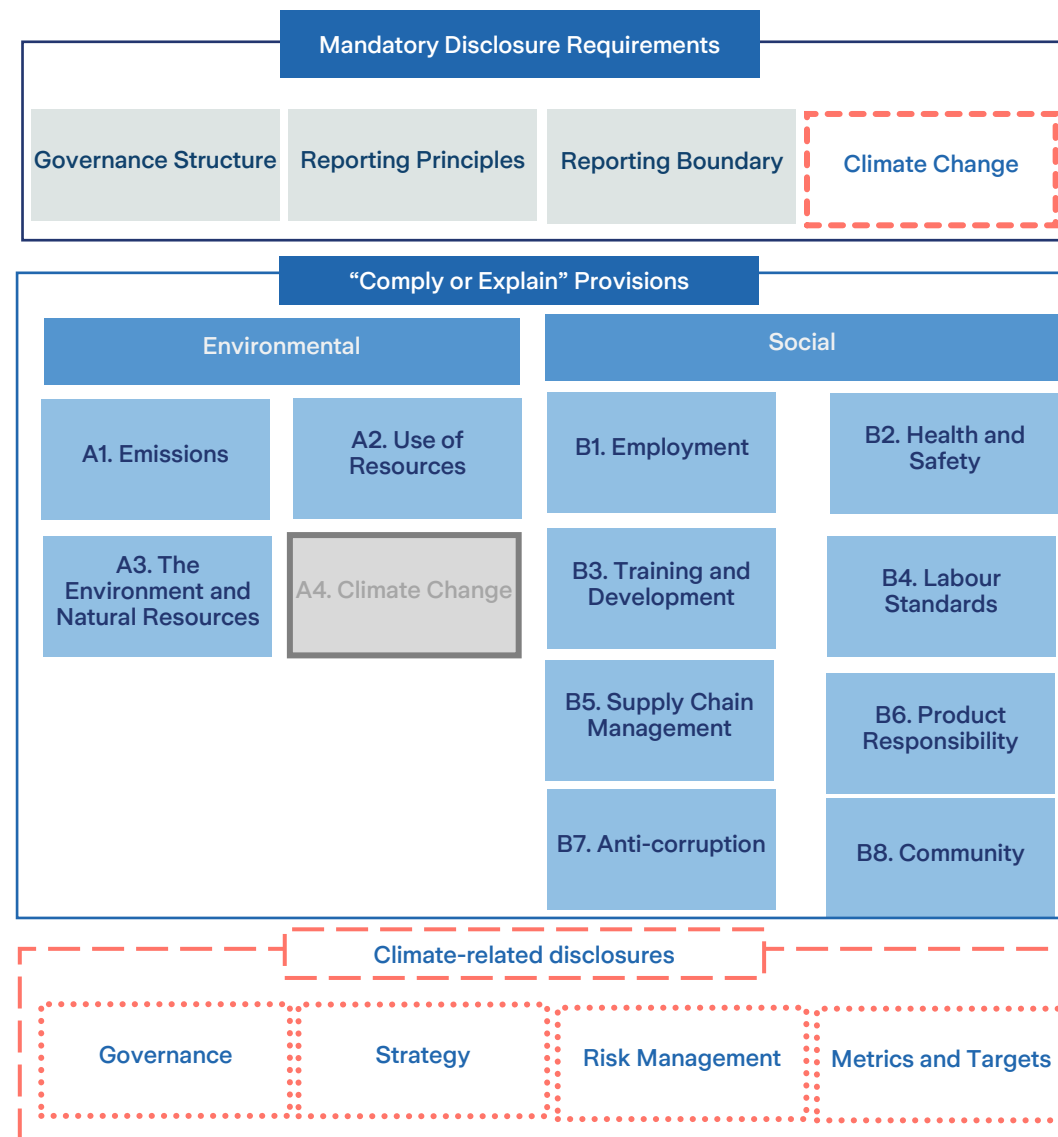 Mandatory Disclosure Requirements
Governance Structure
Reporting Principles
Reporting Boundary
Climate Change
“Comply or Explain” Provisions
Environmental
Social
A1. Emissions
A2. Use of
Resources
B1. Employment
B2. Health and
Safety
A3. The
Environment and
Natural Resources
A4. Climate Change
B3. Training and
Development
B4. Labour
Standards
B5. Supply Chain
Management
B6. Product
Responsibility
B7. Anti-corruption
B8. Community
Climate-related disclosures
Governance
Strategy
Risk Management
Metrics and Targets